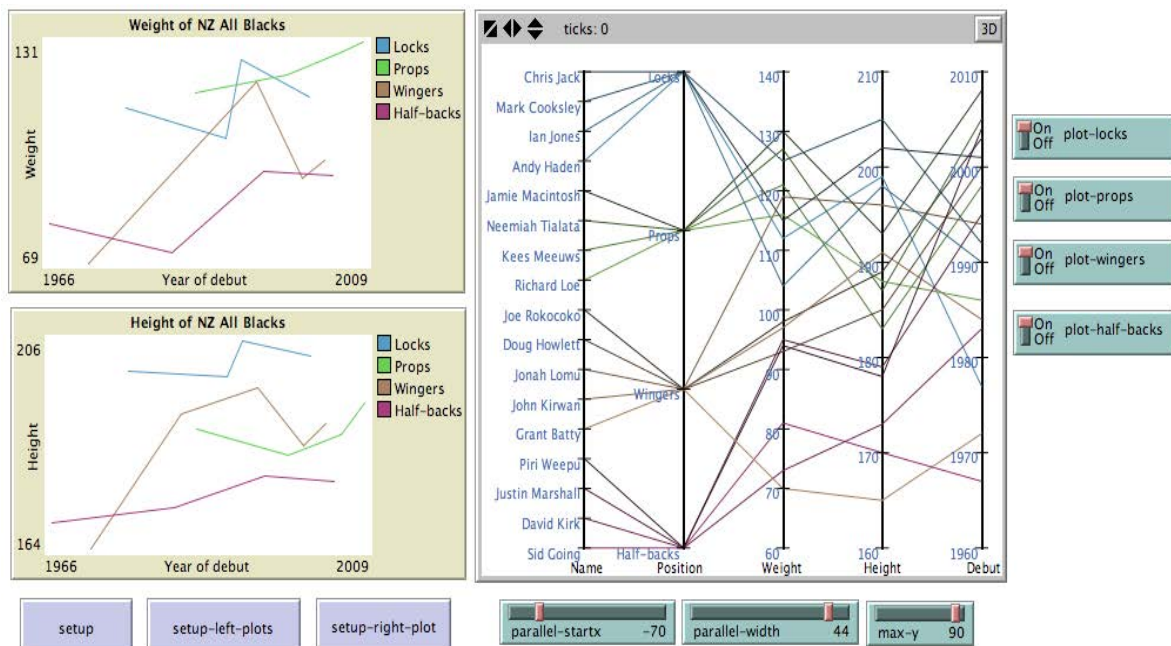 Weight of NZ All Blacks
131
Weight
69
1966
Year of debut
2009
Locks
Props
Wingers
Half-backs
Height of NZ All Blacks
206
Height
164
1966
Year of debut
2009
Locks
Props
Wingers
Half-backs
setup
setup-left-plots
setup-right-plot
ticks: 0
3D
Chris Jack
Mark Cooksley
Ian Jones
Andy Haden
Jamie Macintosh
Neemiah Tialata
Kees Meeuws
Richard Loe
Joe Rokocoko
Doug Howlett
Jonah Lomu
John Kirwan
Grant Batty
Piri Weepu
Justin Marshall
David Kirk
Sid Going
Name
Locks
Props
Wingers
Half-backs
Position
140
130
120
110
100
90
80
70
60
Weight
210
200
190
180
170
160
Height
2010
2000
1990
1980
1970
1960
Debut
On
Off
plot-locks
On
Off
plot-props
On
Off
plot-wingers
On
Off
plot-half-backs
parallel-startx -70
parallel-width 44
max-y 90